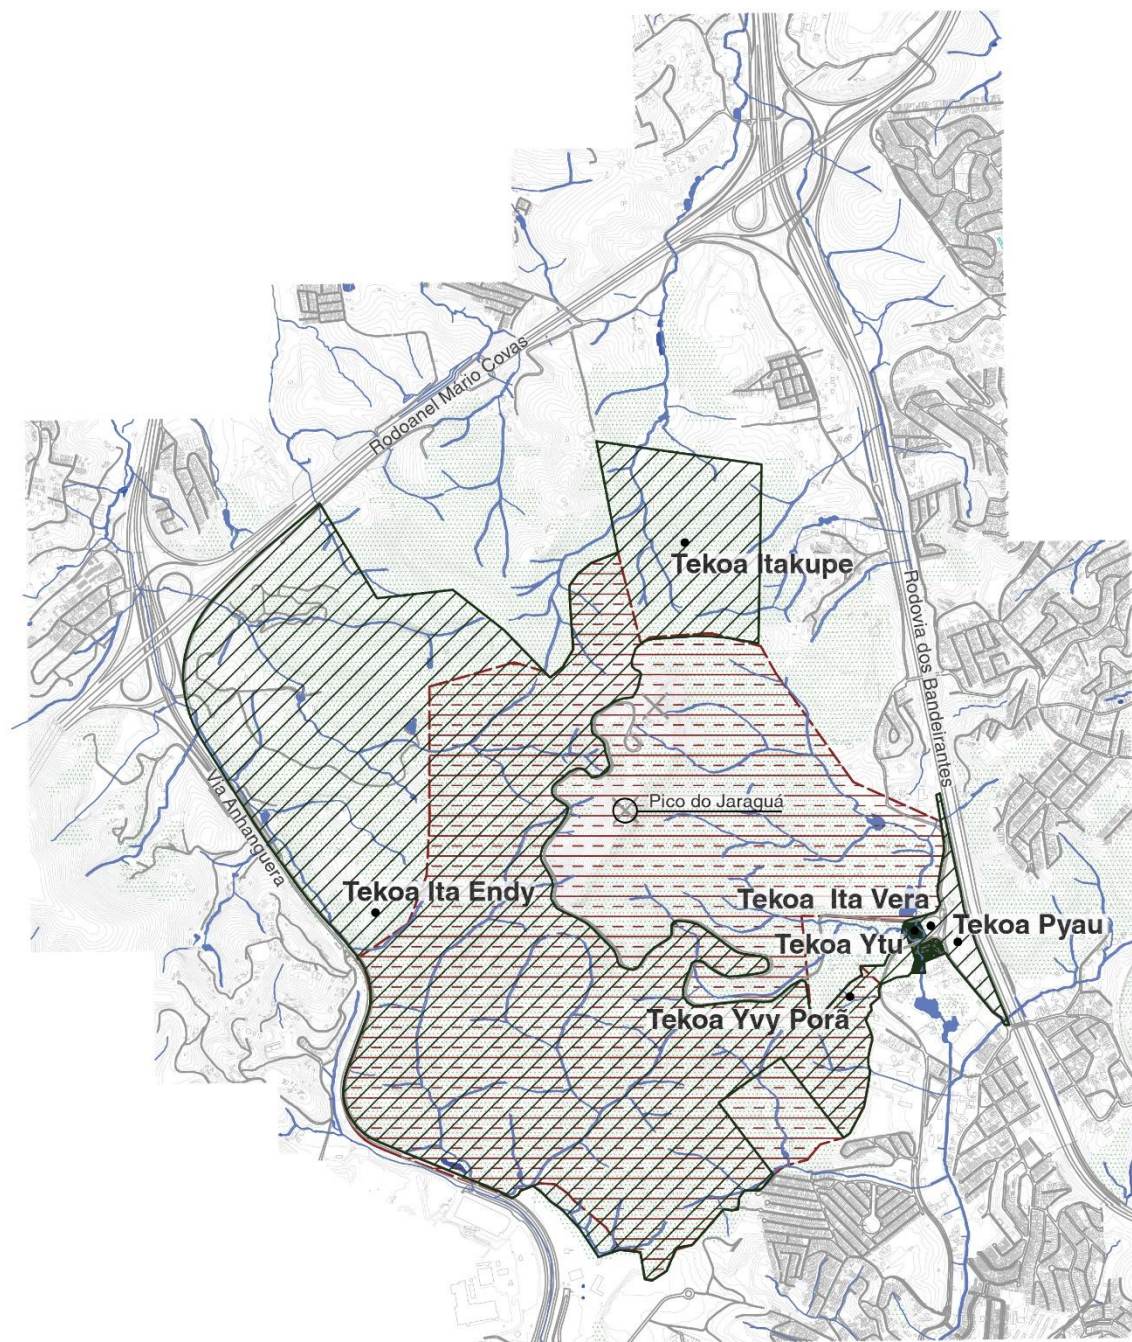 Rodoanel Mário Covas
Tekoa Itakupe
Rodovia dos Bandeirantes
Via Anhanguera
Pico do Jaraguá
Tekoa Ita Endy
Tekoa Ita Vera
Tekoa Pyau
Tekoa Ytu
Tekoa Yvy Porã